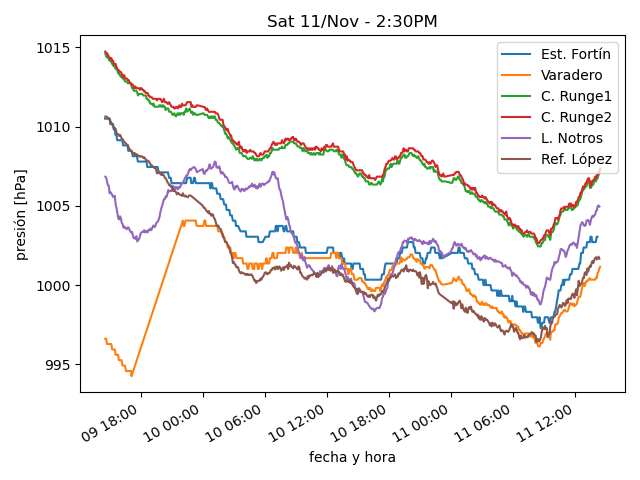 Sat 11/Nov - 2:30PM
1015
1010
1005
1000
995
presión [hPa]
Est. Fortín
Varadero
C. Runge1
C. Runge2
L. Notros
Ref. López
09 18:00
10 00:00
10 06:00
10 12:00
10 18:00
11 00:00
11 06:00
11 12:00
fecha y hora